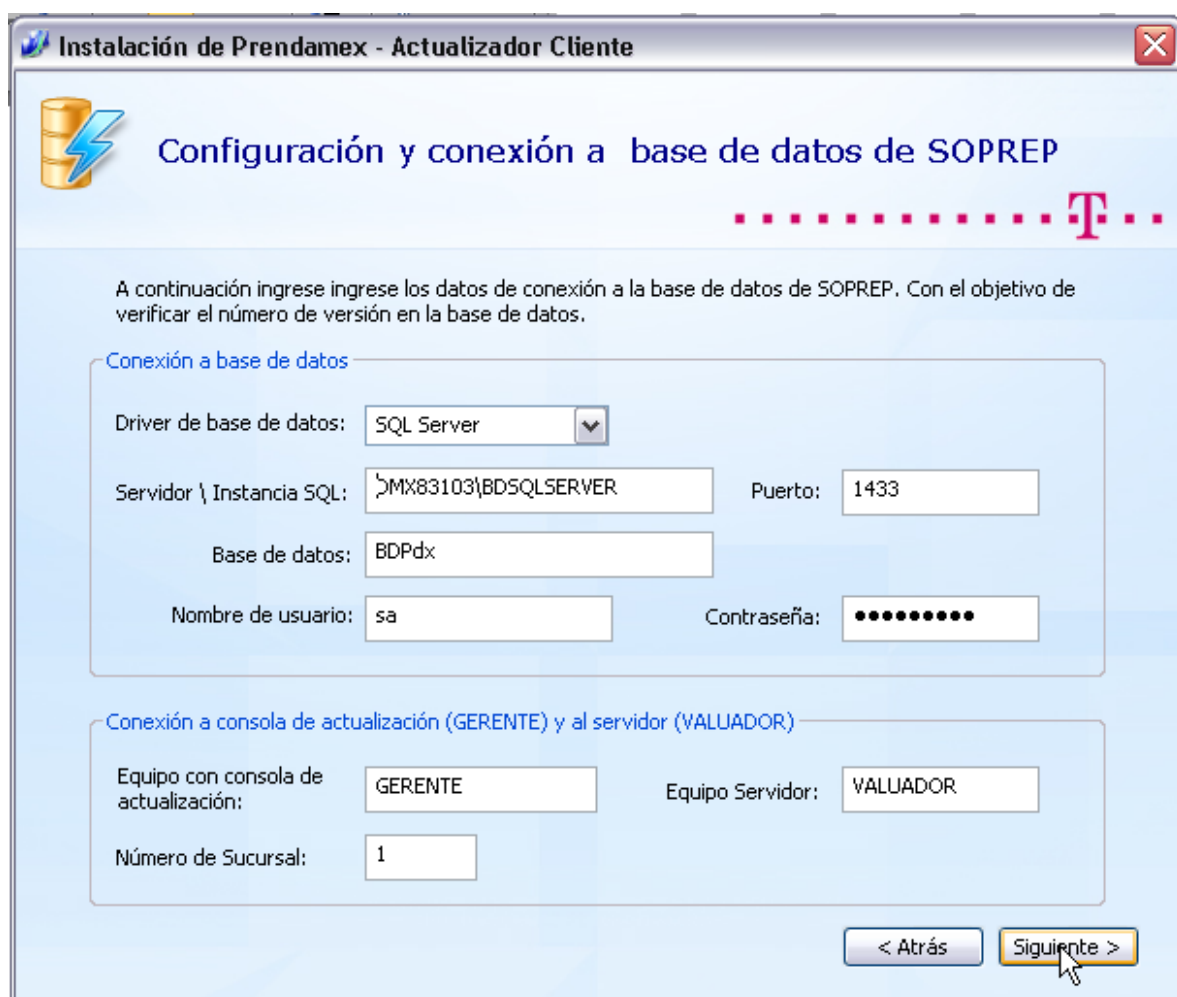 Instalación de Prendamex - Actualizador Cliente
Configuración y conexión a base de datos de SOPREP
T
A continuación ingrese ingrese los datos de conexión a la base de datos de SOPREP. Con el objetivo de
verificar el número de versión en la base de datos.
Conexión a base de datos
Driver de base de datos: SQL Server
Servidor \ Instancia SQL: MX83103\BDSQLSERVER Puerto: 1433
Base de datos: BDPdx
Nombre de usuario: sa Contraseña: •••••••••
Conexión a consola de actualización (GERENTE) y al servidor (VALUADOR)
Equipo con consola de
actualización: GERENTE Equipo Servidor: VALUADOR
Número de Sucursal: 1
< Atrás Siguiente >